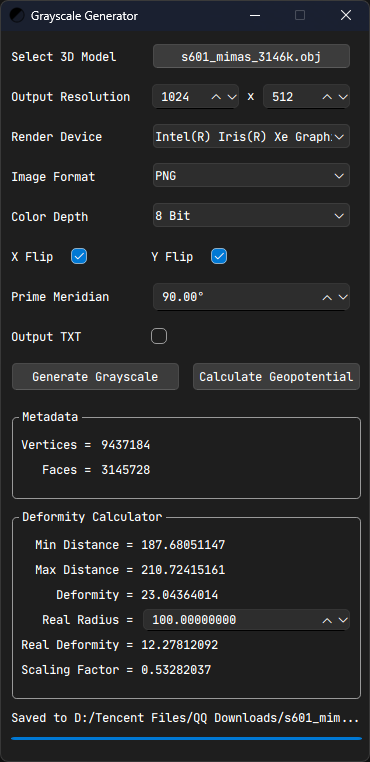 Grayscale Generator
Select 3D Model s601_mimas_3146k.obj
Output Resolution 1024 x 512
Render Device Intel(R) Iris(R) Xe Graph
Image Format PNG
Color Depth 8 Bit
X Flip Y Flip
Prime Meridian 90.00°
Output TXT
Generate Grayscale Calculate Geopotential
Metadata
Vertices = 9437184
Faces = 3145728
Deformity Calculator
Min Distance = 187.68051147
Max Distance = 210.72415161
Deformity = 23.04364014
Real Radius = 100.00000000
Real Deformity = 12.27812092
Scaling Factor = 0.53282037
Saved to D:/Tencent Files/QQ Downloads/s601_mim...